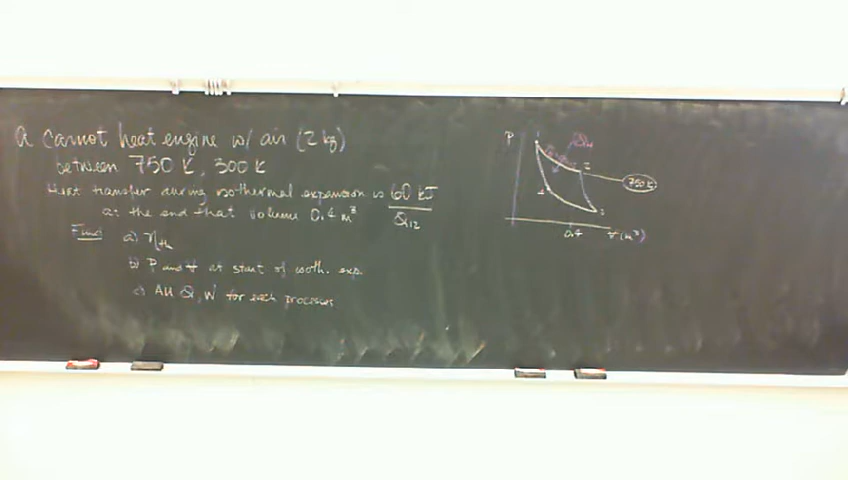 A Carnot heat engine w/ air (2 kg)
between 750 K, 300 K
Heat transfer during isothermal expansion is 60 kJ
at the end that volume 0.4 m³
Q12
Find a) ηth
b) P and V at start of isoth. exp.
c) All Q, W for each processes
P
1
2
750 K
4
3
0.4
V (m³)